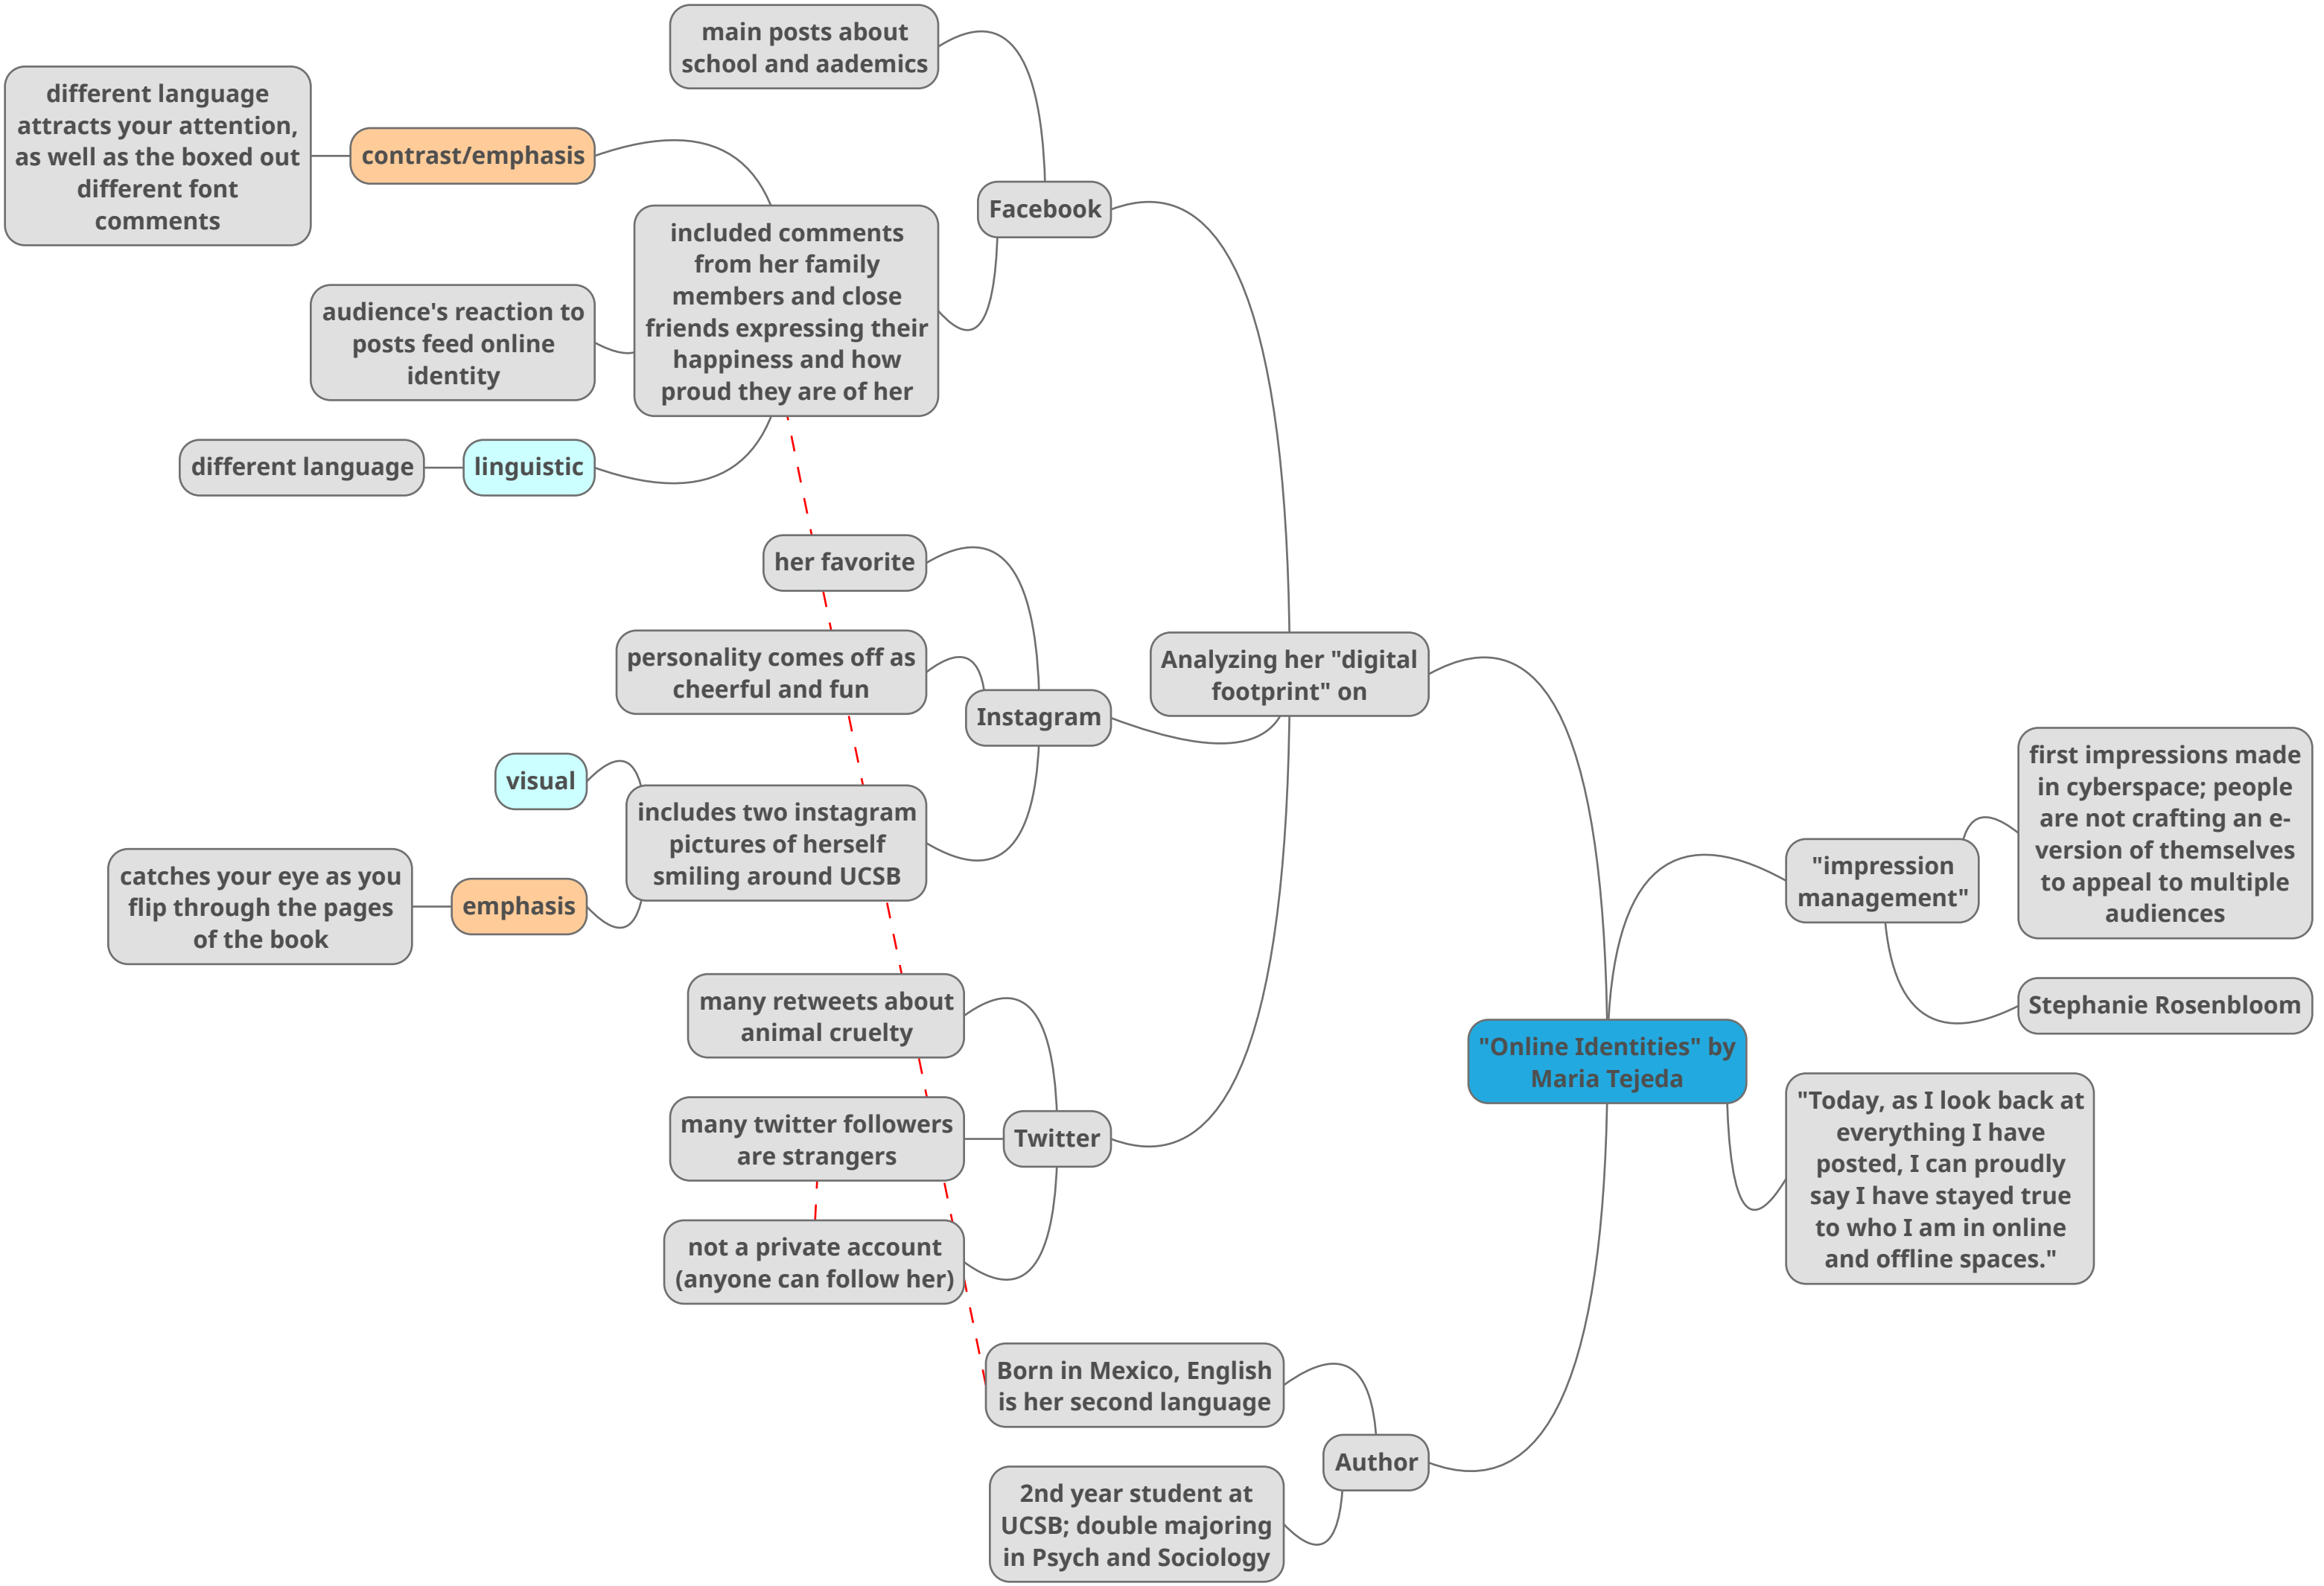 main posts about
school and aademics
different language
attracts your attention,
as well as the boxed out
different font
comments
contrast/emphasis
Facebook
included comments
from her family
members and close
friends expressing their
happiness and how
proud they are of her
audience's reaction to
posts feed online
identity
different language
linguistic
her favorite
personality comes off as
cheerful and fun
Instagram
Analyzing her "digital
footprint" on
visual
includes two instagram
pictures of herself
smiling around UCSB
catches your eye as you
flip through the pages
of the book
emphasis
first impressions made
in cyberspace; people
are not crafting an e-
version of themselves
to appeal to multiple
audiences
"impression
management"
Stephanie Rosenbloom
many retweets about
animal cruelty
"Online Identities" by
Maria Tejeda
many twitter followers
are strangers
Twitter
"Today, as I look back at
everything I have
posted, I can proudly
say I have stayed true
to who I am in online
and offline spaces."
not a private account
(anyone can follow her)
Born in Mexico, English
is her second language
Author
2nd year student at
UCSB; double majoring
in Psych and Sociology